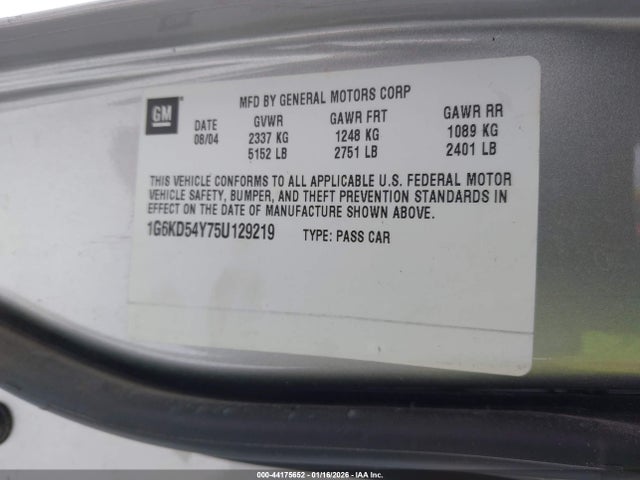 MFD BY GENERAL MOTORS CORP
GM
DATE GVWR GAWR FRT GAWR RR
08/04 2337 KG 1248 KG 1089 KG
5152 LB 2751 LB 2401 LB
THIS VEHICLE CONFORMS TO ALL APPLICABLE U.S. FEDERAL MOTOR
VEHICLE SAFETY, BUMPER, AND THEFT PREVENTION STANDARDS IN
EFFECT ON THE DATE OF MANUFACTURE SHOWN ABOVE.
1G6KD54Y75U129219 TYPE: PASS CAR
000-44175652 - 01/16/2026 - IAA Inc.